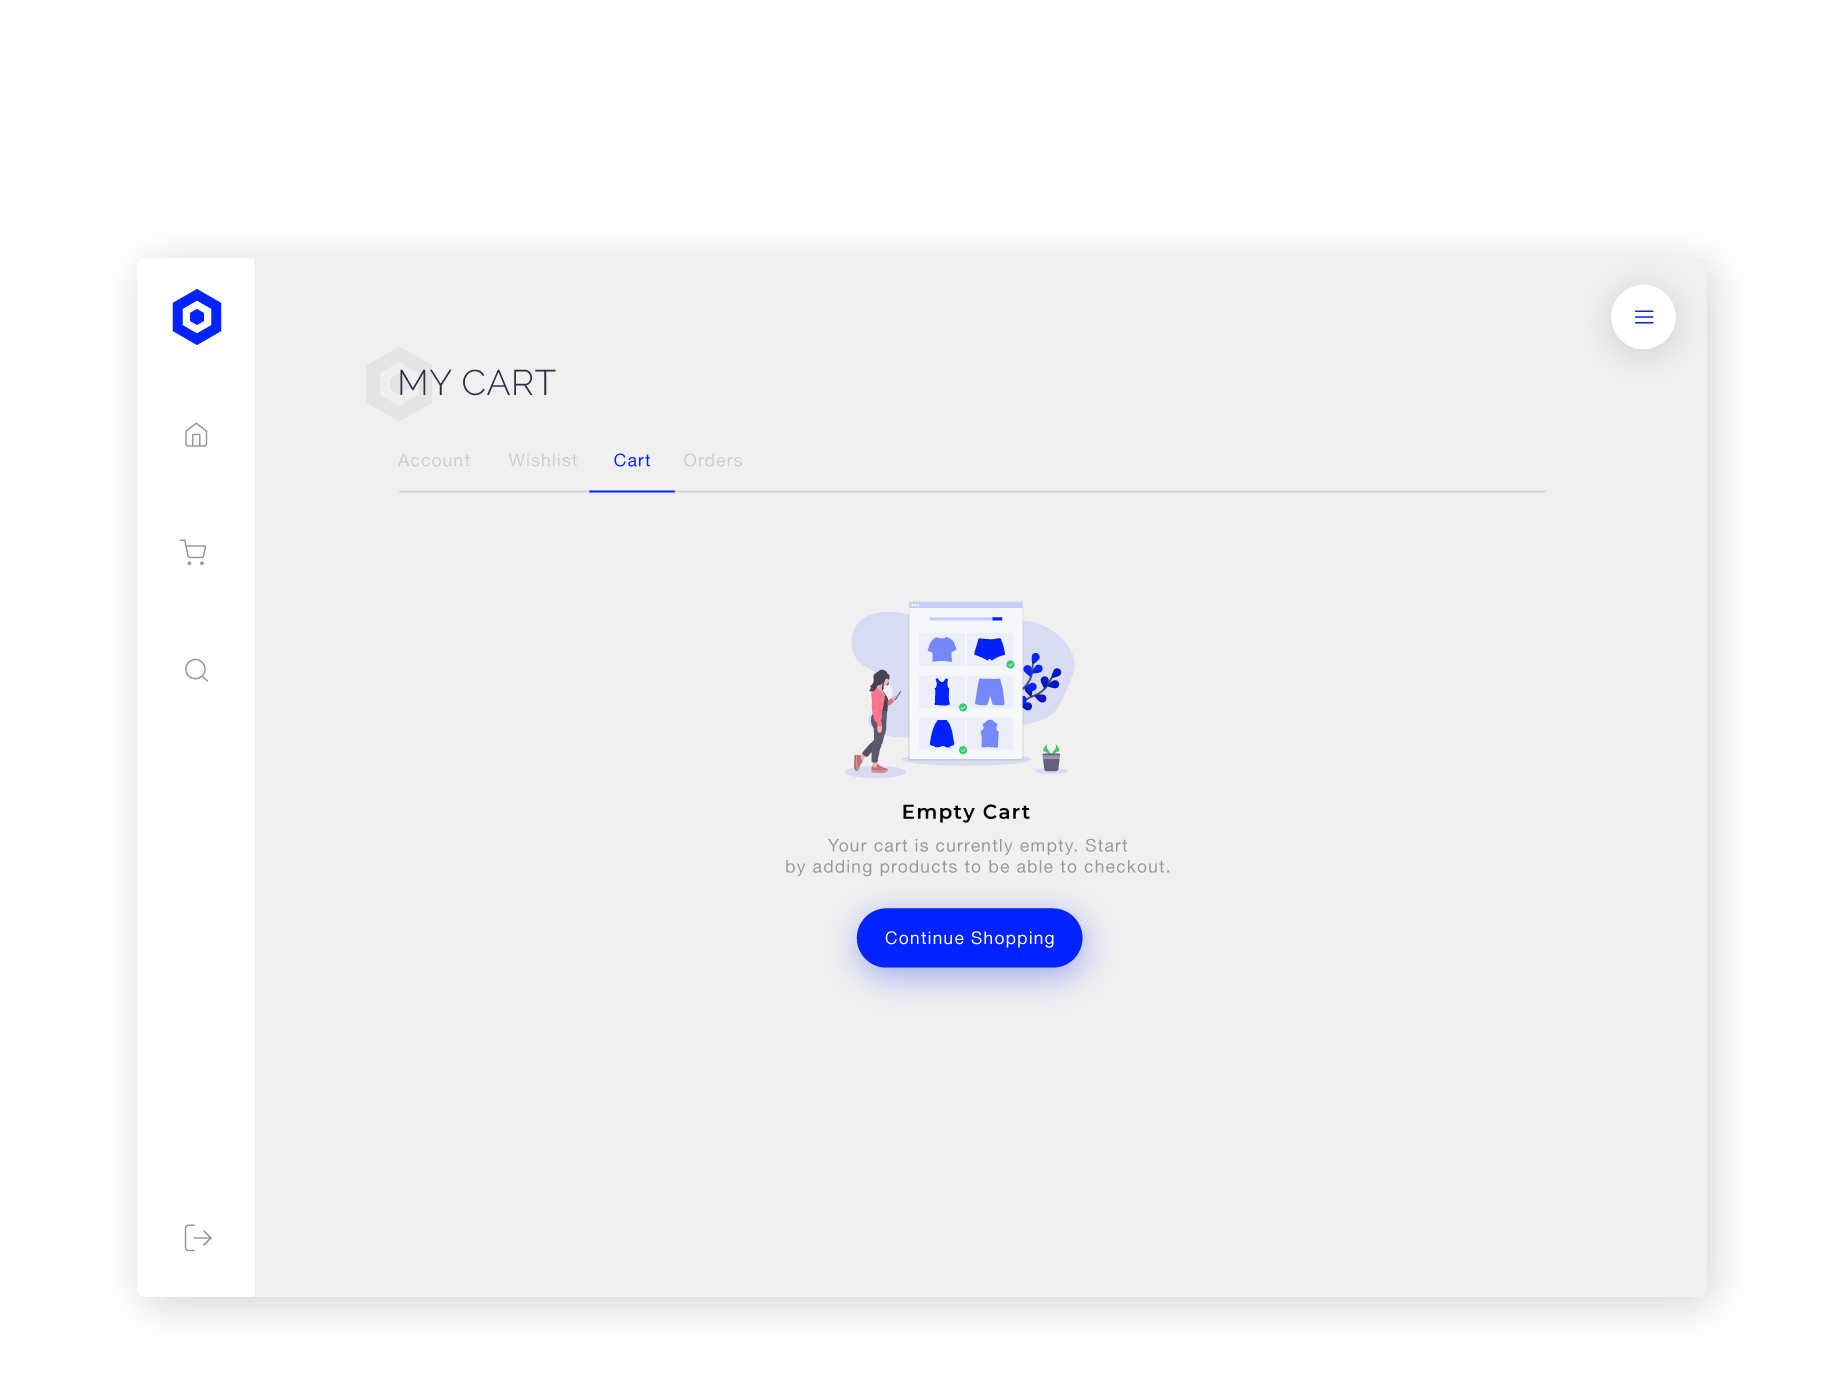 MY CART
Account Wishlist Cart Orders
Empty Cart
Your cart is currently empty. Start
by adding products to be able to checkout.
Continue Shopping